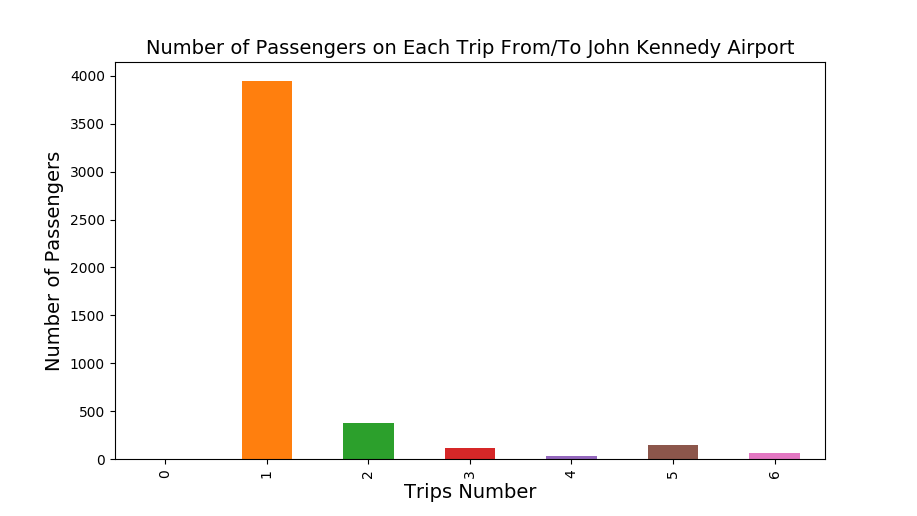 Number of Passengers on Each Trip From/To John Kennedy Airport
4000
3500
3000
2500
2000
1500
1000
500
0
Number of Passengers
0 1 2 3 4 5 6
Trips Number